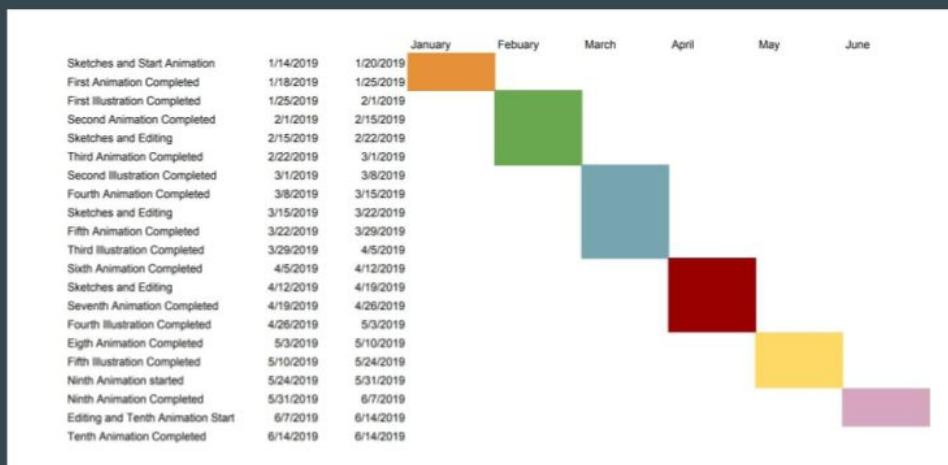 January Febuary March April May June
Sketches and Start Animation 1/14/2019 1/20/2019
First Animation Completed 1/18/2019 1/25/2019
First Illustration Completed 1/25/2019 2/1/2019
Second Animation Completed 2/1/2019 2/15/2019
Sketches and Editing 2/15/2019 2/22/2019
Third Animation Completed 2/22/2019 3/1/2019
Second Illustration Completed 3/1/2019 3/8/2019
Fourth Animation Completed 3/8/2019 3/15/2019
Sketches and Editing 3/15/2019 3/22/2019
Fifth Animation Completed 3/22/2019 3/29/2019
Third Illustration Completed 3/29/2019 4/5/2019
Sixth Animation Completed 4/5/2019 4/12/2019
Sketches and Editing 4/12/2019 4/19/2019
Seventh Animation Completed 4/19/2019 4/26/2019
Fourth Illustration Completed 4/26/2019 5/3/2019
Eigth Animation Completed 5/3/2019 5/10/2019
Fifth Illustration Completed 5/10/2019 5/24/2019
Ninth Animation started 5/24/2019 5/31/2019
Ninth Animation Completed 5/31/2019 6/7/2019
Editing and Tenth Animation Start 6/7/2019 6/14/2019
Tenth Animation Completed 6/14/2019 6/14/2019